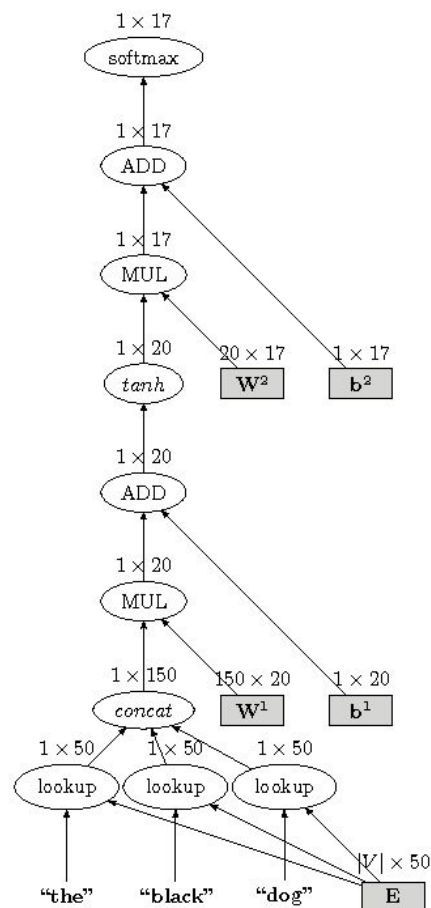 1 × 17
softmax
1 × 17
ADD
1 × 17
MUL
1 × 20
20 × 17
1 × 17
tanh
W²
b²
1 × 20
ADD
1 × 20
MUL
1 × 150
150 × 20
1 × 20
concat
W¹
b¹
1 × 50
1 × 50
1 × 50
lookup
lookup
lookup
|V| × 50
“the”
“black”
“dog”
E